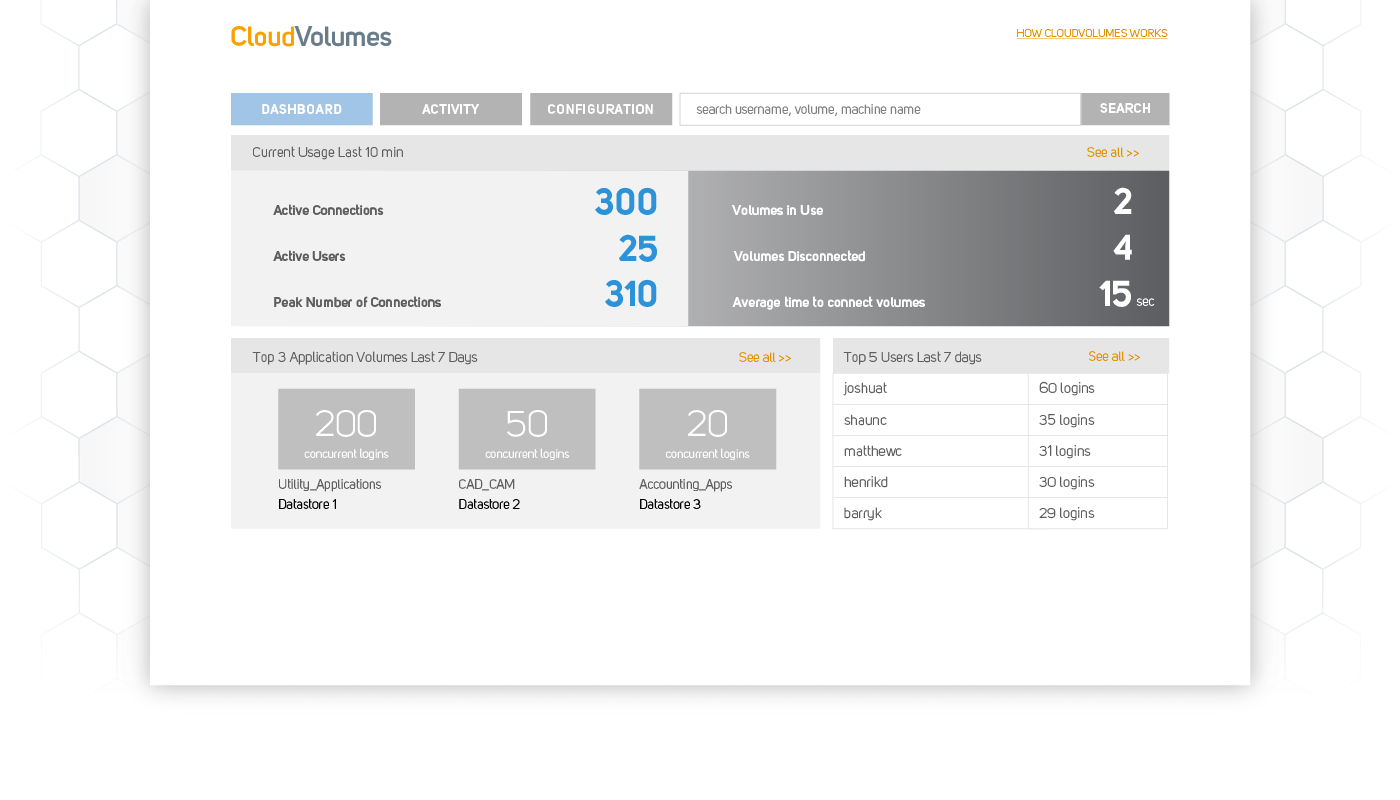 CloudVolumes
HOW CLOUDVOLUMES WORKS
DASHBOARD
ACTIVITY
CONFIGURATION
search username, volume, machine name
SEARCH
Current Usage Last 10 min
See all >>
Active Connections 300
Active Users 25
Peak Number of Connections 310
Volumes in Use 2
Volumes Disconnected 4
Average time to connect volumes 15 sec
Top 3 Application Volumes Last 7 Days
See all >>
200
concurrent logins
Utility_Applications
Datastore 1
50
concurrent logins
CAD_CAM
Datastore 2
20
concurrent logins
Accounting_Apps
Datastore 3
Top 5 Users Last 7 days
See all >>
joshuat 60 logins
shaunc 35 logins
matthewc 31 logins
henrikd 30 logins
barryk 29 logins